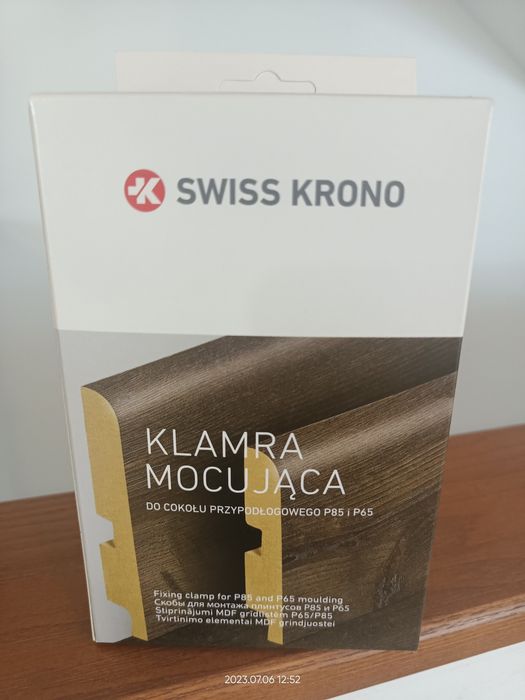 SWISS KRONO
KLAMRA
MOCUJĄCA
DO COKOŁU PRZYPODŁOGOWEGO P85 i P65
Fixing clamp for P85 and P65 moulding
Скобы для монтажа плинтусов P85 и P65
Stiprinājumi MDF grīdlīstēm P65/P85
Tvirtinimo elementai MDF grindjuostei
2023.07.06 12:52